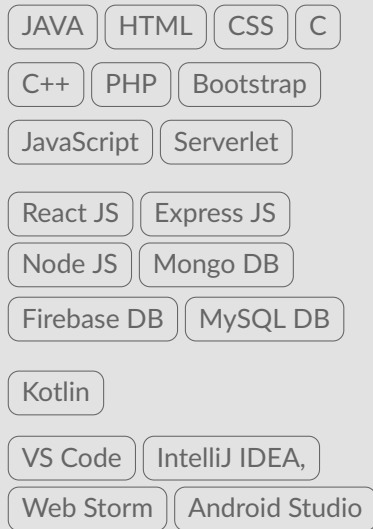 JAVA HTML CSS C
C++ PHP Bootstrap
JavaScript Serverlet
React JS Express JS
Node JS Mongo DB
Firebase DB MySQL DB
Kotlin
VS Code IntelliJ IDEA,
Web Storm Android Studio